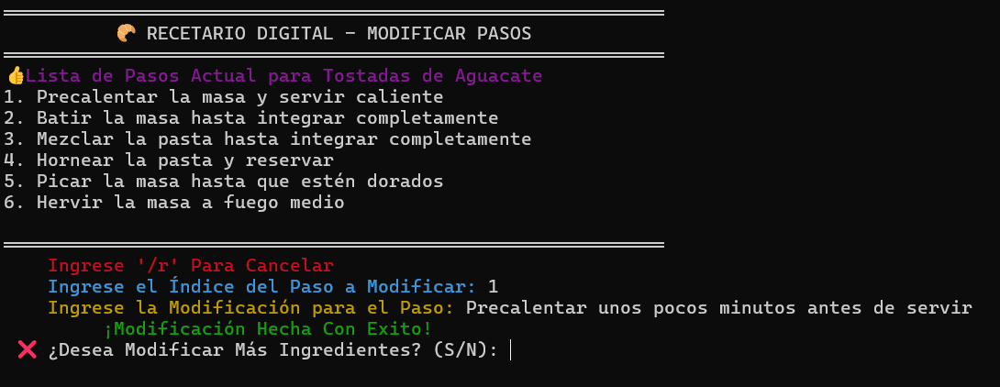 RECETARIO DIGITAL - MODIFICAR PASOS
Lista de Pasos Actual para Tostadas de Aguacate
1. Precalentar la masa y servir caliente
2. Batir la masa hasta integrar completamente
3. Mezclar la pasta hasta integrar completamente
4. Hornear la pasta y reservar
5. Picar la masa hasta que estén dorados
6. Hervir la masa a fuego medio
Ingrese '/r' Para Cancelar
Ingrese el Índice del Paso a Modificar: 1
Ingrese la Modificación para el Paso: Precalentar unos pocos minutos antes de servir
¡Modificación Hecha Con Exito!
¿Desea Modificar Más Ingredientes? (S/N):